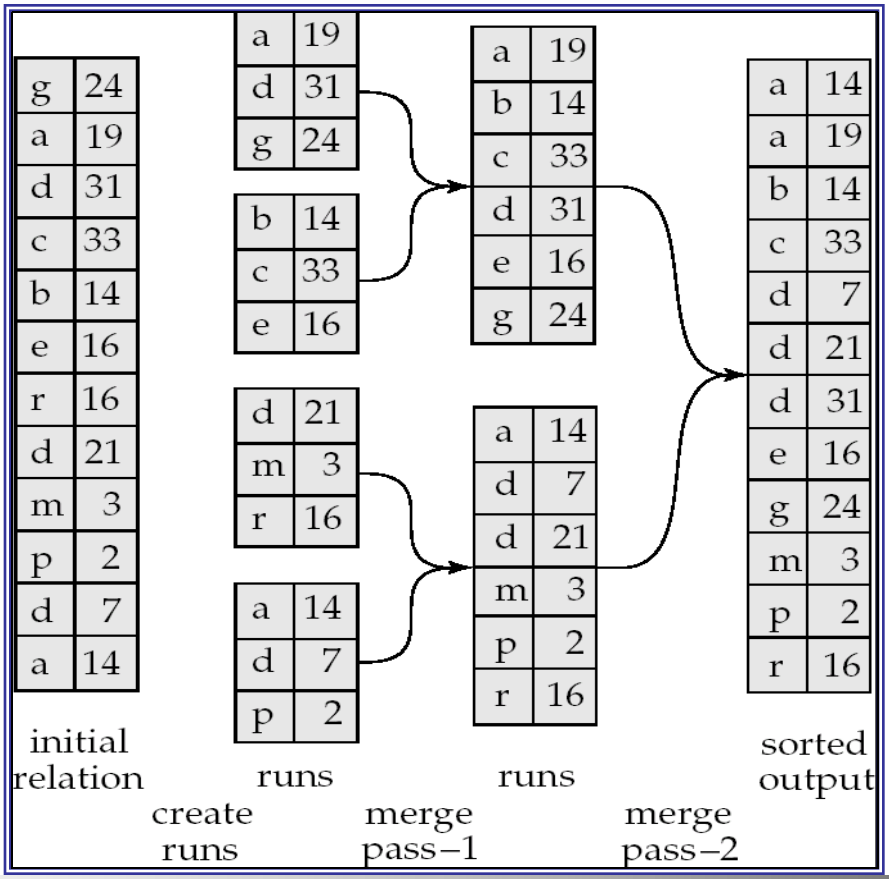 g 24
a 19
d 31
c 33
b 14
e 16
r 16
d 21
m 3
p 2
d 7
a 14
initial
relation
a 19
d 31
g 24
b 14
c 33
e 16
d 21
m 3
r 16
a 14
d 7
p 2
runs
create
runs
a 19
b 14
c 33
d 31
e 16
g 24
a 14
d 7
d 21
m 3
p 2
r 16
runs
merge
pass–1
a 14
a 19
b 14
c 33
d 7
d 21
d 31
e 16
g 24
m 3
p 2
r 16
sorted
output
merge
pass–2